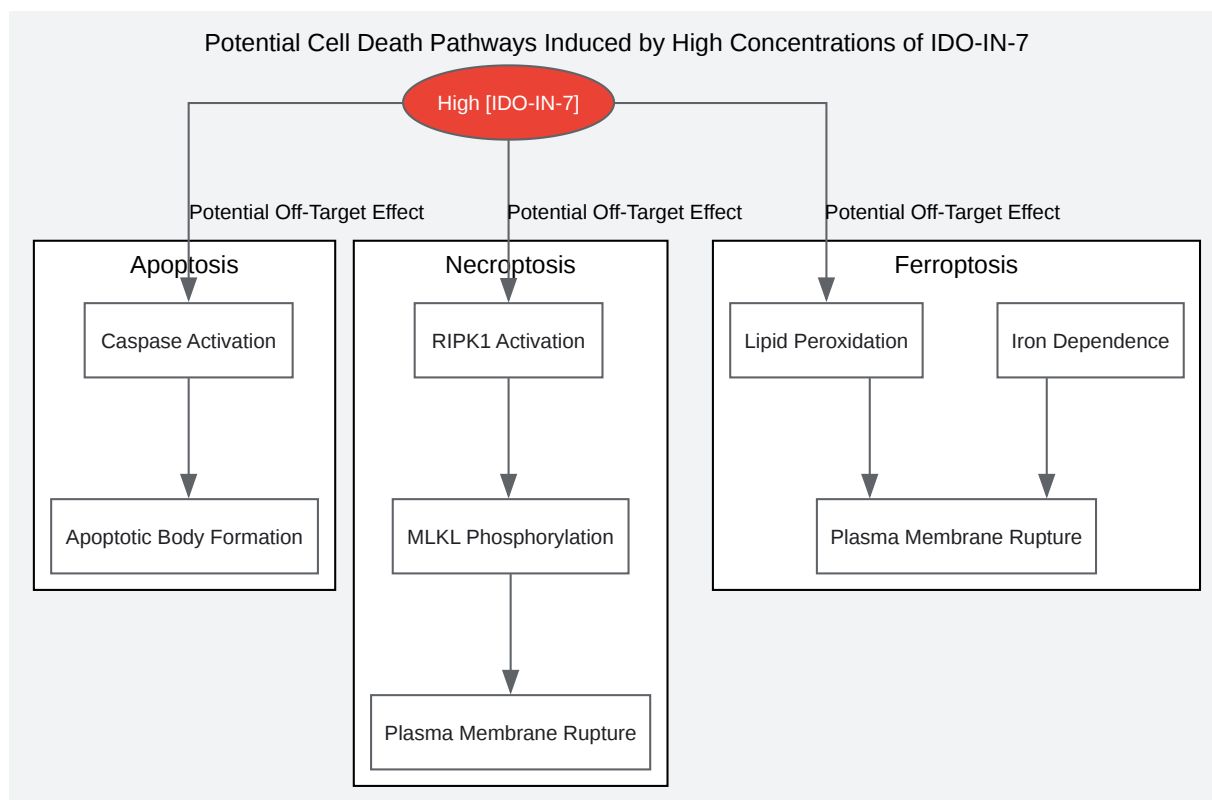 Potential Cell Death Pathways Induced by High Concentrations of IDO-IN-7
High [IDO-IN-7]
Potential Off-Target Effect
Potential Off-Target Effect
Potential Off-Target Effect
Apoptosis
Necroptosis
Ferroptosis
Caspase Activation
RIPK1 Activation
Lipid Peroxidation
Iron Dependence
Apoptotic Body Formation
MLKL Phosphorylation
Plasma Membrane Rupture
Plasma Membrane Rupture